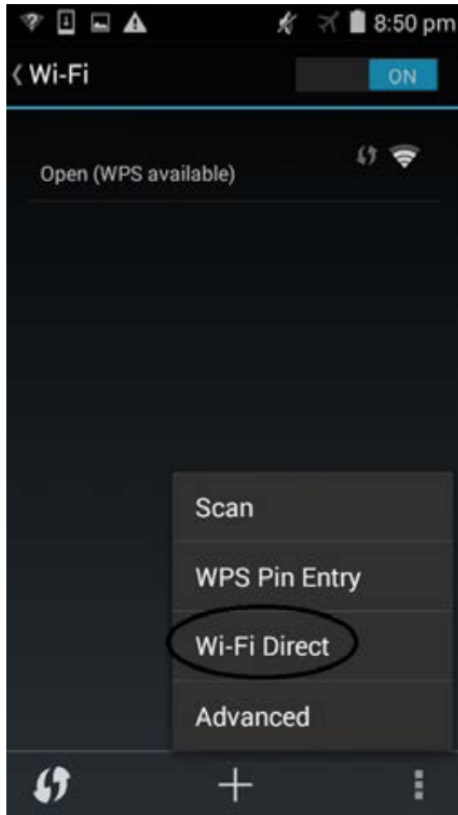 8:50 pm
Wi-Fi
ON
Open (WPS available)
Scan
WPS Pin Entry
Wi-Fi Direct
Advanced